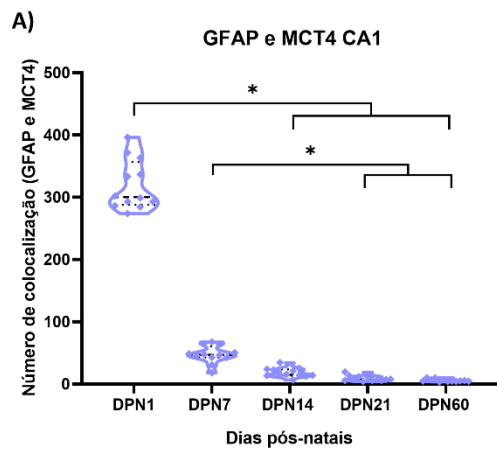 A)
GFAP e MCT4 CA1
Número de colocalização (GFAP e MCT4)
500
400
300
200
100
0
*
*
DPN1 DPN7 DPN14 DPN21 DPN60
Dias pós-natais